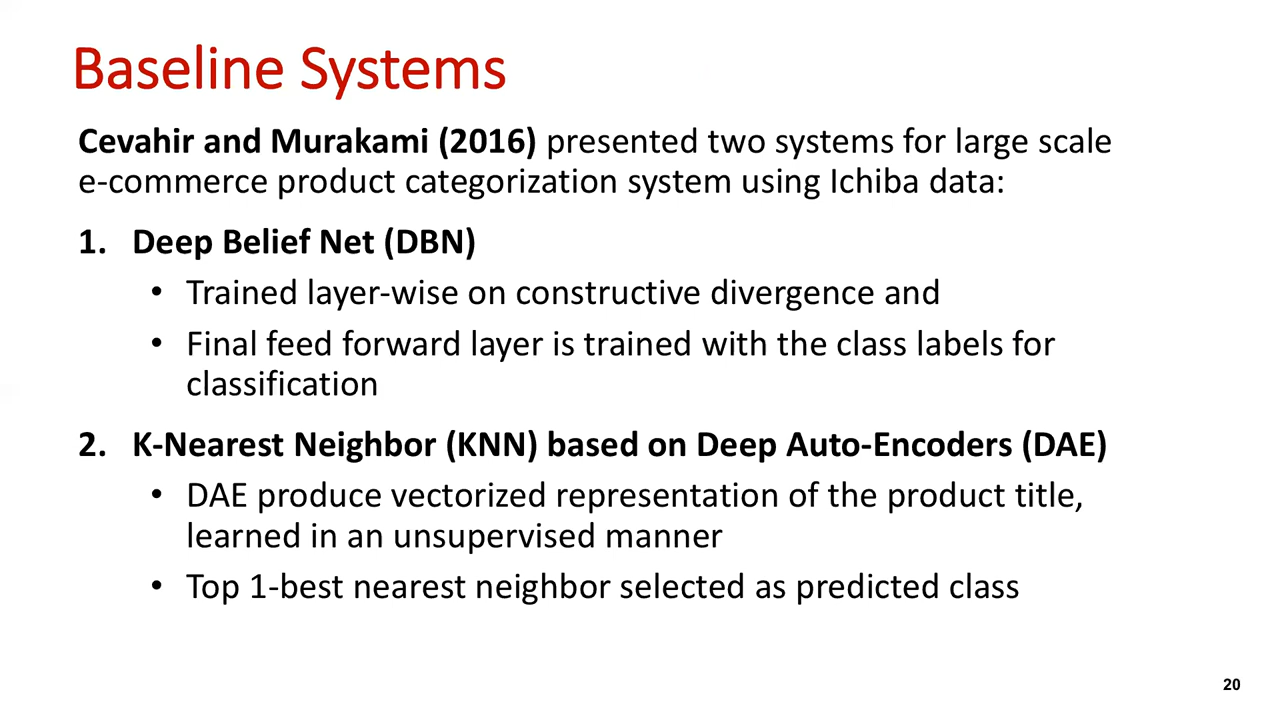 Baseline Systems
Cevahir and Murakami (2016) presented two systems for large scale
e-commerce product categorization system using Ichiba data:
1. Deep Belief Net (DBN)
• Trained layer-wise on constructive divergence and
• Final feed forward layer is trained with the class labels for
classification
2. K-Nearest Neighbor (KNN) based on Deep Auto-Encoders (DAE)
• DAE produce vectorized representation of the product title,
learned in an unsupervised manner
• Top 1-best nearest neighbor selected as predicted class
20